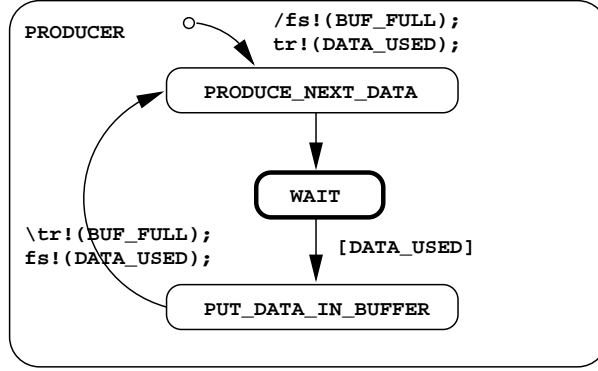 PRODUCER
/fs!(BUF_FULL);
tr!(DATA_USED);
PRODUCE_NEXT_DATA
WAIT
\tr!(BUF_FULL);
fs!(DATA_USED);
[DATA_USED]
PUT_DATA_IN_BUFFER